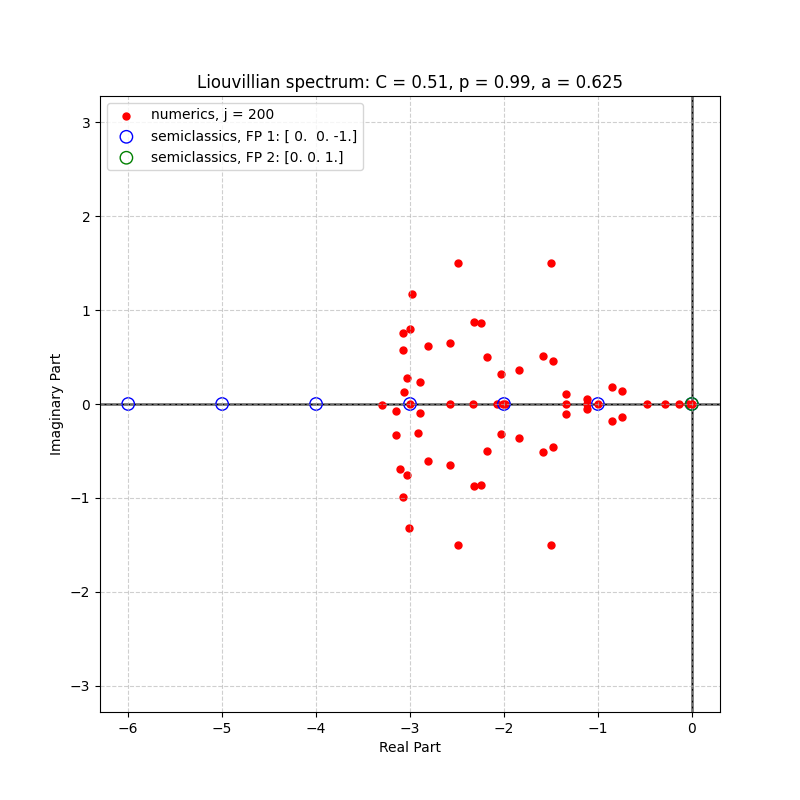 Liouvillian spectrum: C = 0.51, p = 0.99, a = 0.625
numerics, j = 200
semiclassics, FP 1: [ 0.  0. -1.]
semiclassics, FP 2: [0. 0. 1.]
3
2
1
0
−1
−2
−3
Imaginary Part
−6 −5 −4 −3 −2 −1 0
Real Part